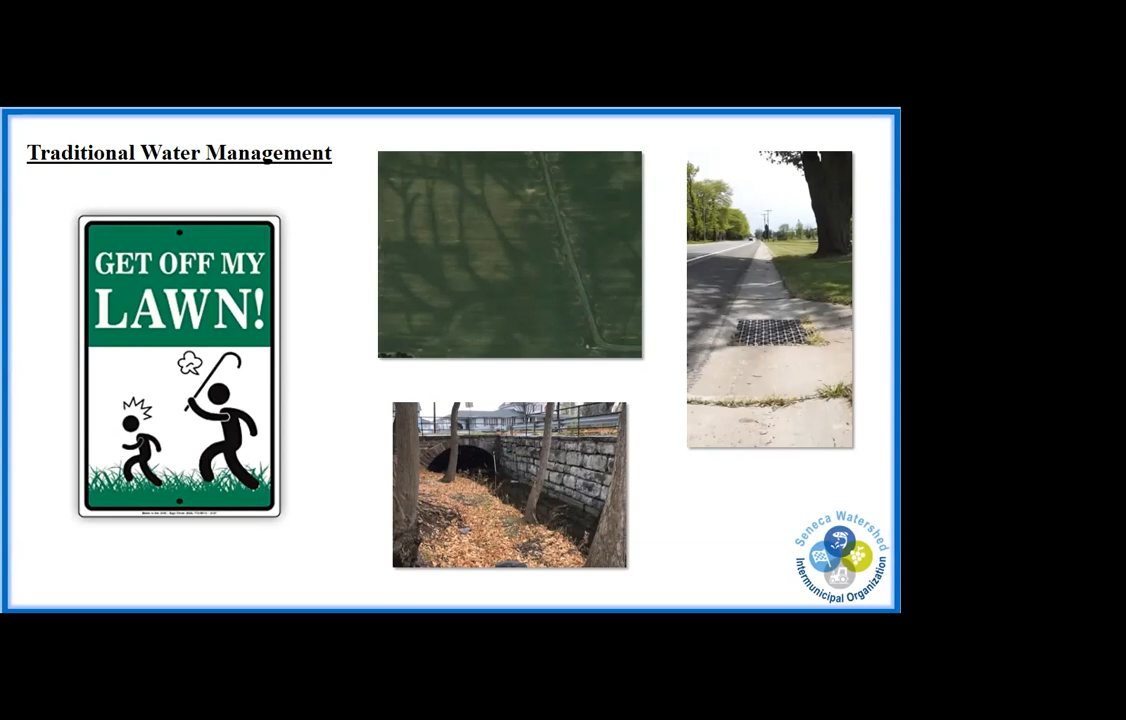 Traditional Water Management
GET OFF MY
LAWN!
Seneca Watershed
Intermunicipal Organization